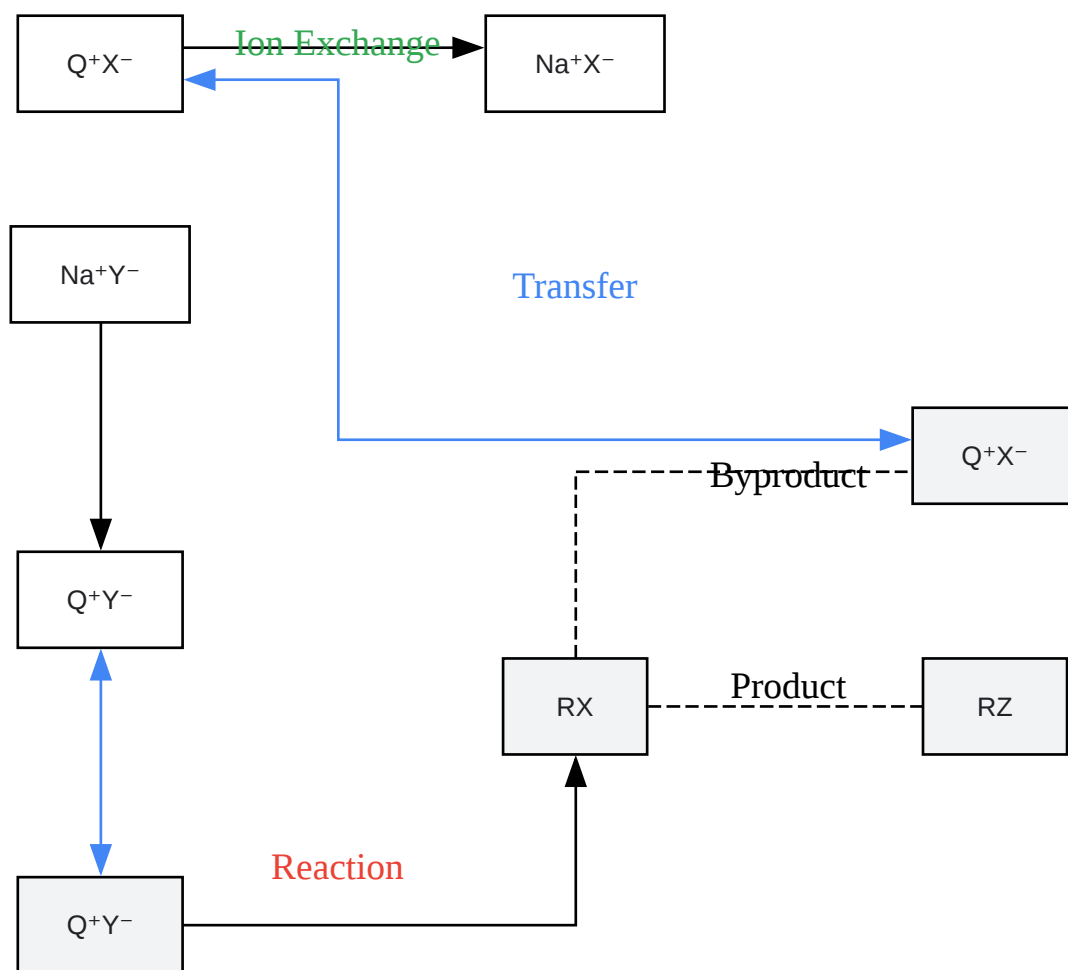 Q⁺X⁻
Ion Exchange
Na⁺X⁻
Na⁺Y⁻
Transfer
Q⁺X⁻
Byproduct
Q⁺Y⁻
Product
RX
RZ
Reaction
Q⁺Y⁻